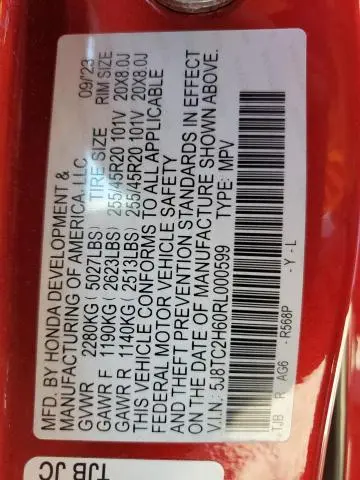 MFD. BY HONDA DEVELOPMENT &
MANUFACTURING OF AMERICA, LLC. 09/23
TIRE SIZE RIM SIZE
GVWR 2280KG ( 5027LBS)
GAWR F 1190KG ( 2623LBS) 255/45R20 101V 20X8.0J
GAWR R 1140KG ( 2513LBS) 255/45R20 101V 20X8.0J
THIS VEHICLE CONFORMS TO ALL APPLICABLE
FEDERAL MOTOR VEHICLE SAFETY
AND THEFT PREVENTION STANDARDS IN EFFECT
ON THE DATE OF MANUFACTURE SHOWN ABOVE.
V.I.N: 5J8TC2H60RL000599 TYPE: MPV
TJB R AG6 R568P - Y - L
TJB JC